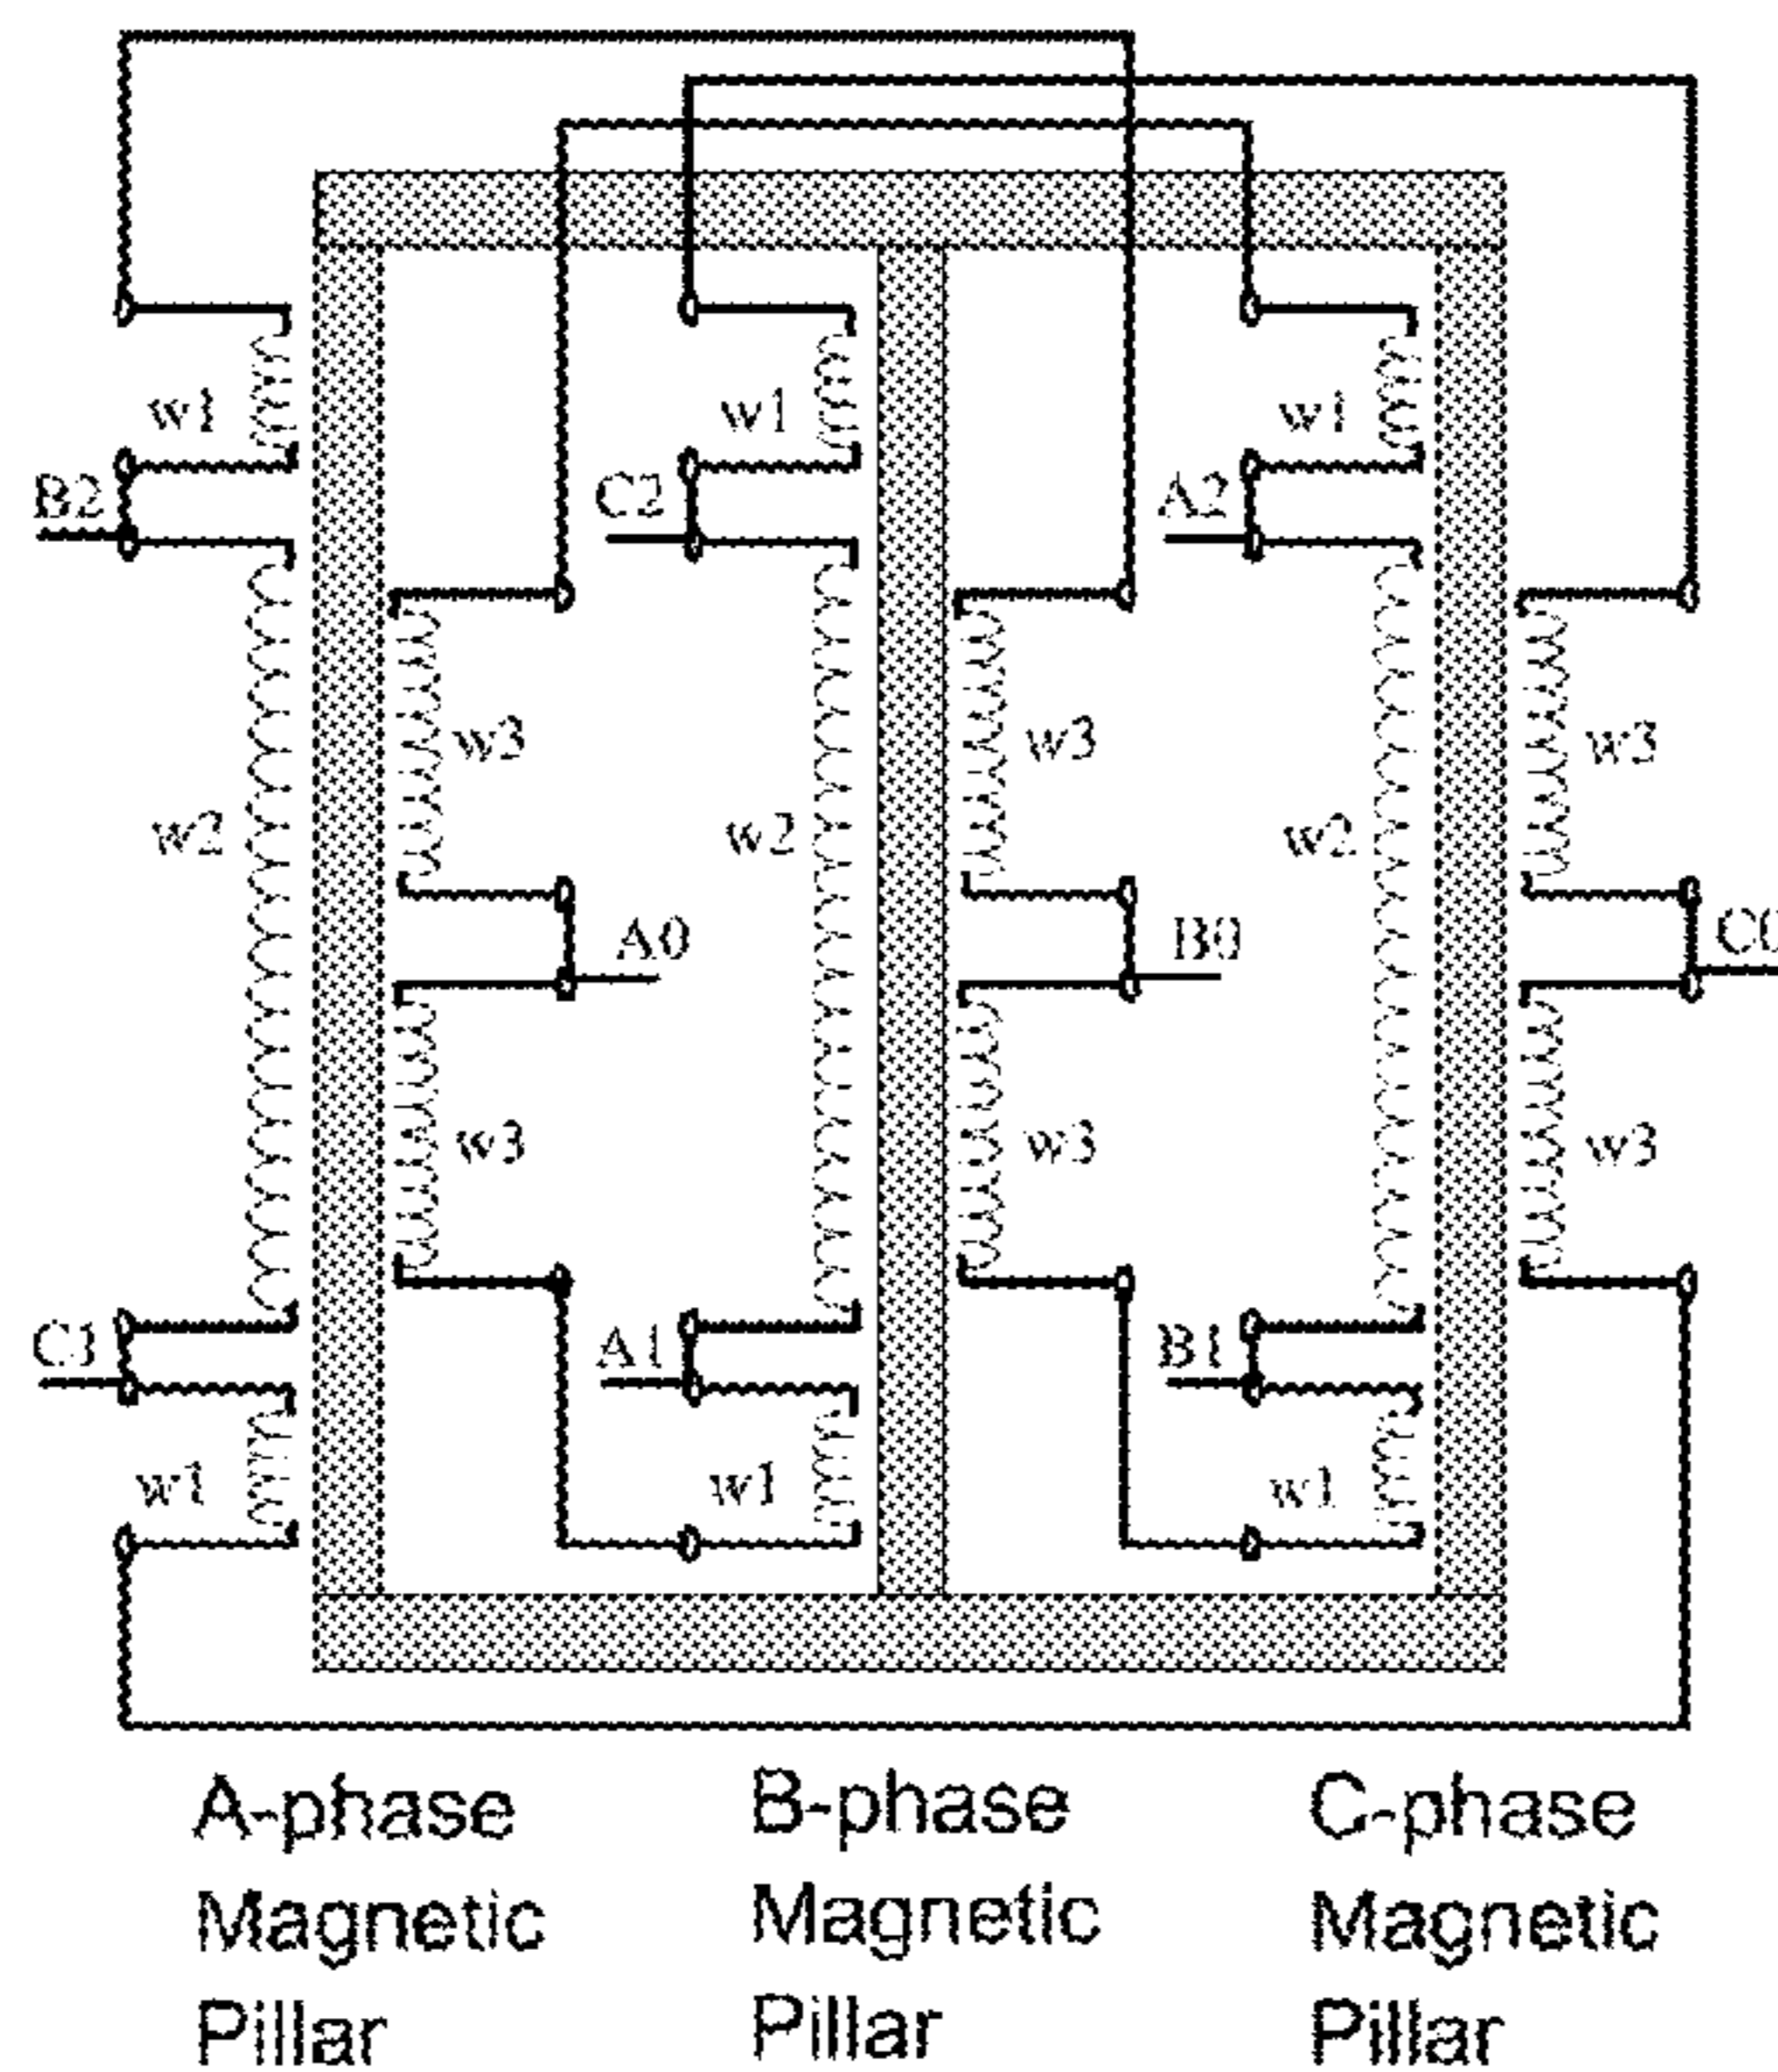 w1 w1 w1
B2 C2 A2
w3 w3 w3
w2 w2 w2
A0 B0 C0
w3 w3 w3
C1 A1 B1
w1 w1 w1
A-phase B-phase C-phase
Magnetic Magnetic Magnetic
Pillar Pillar Pillar